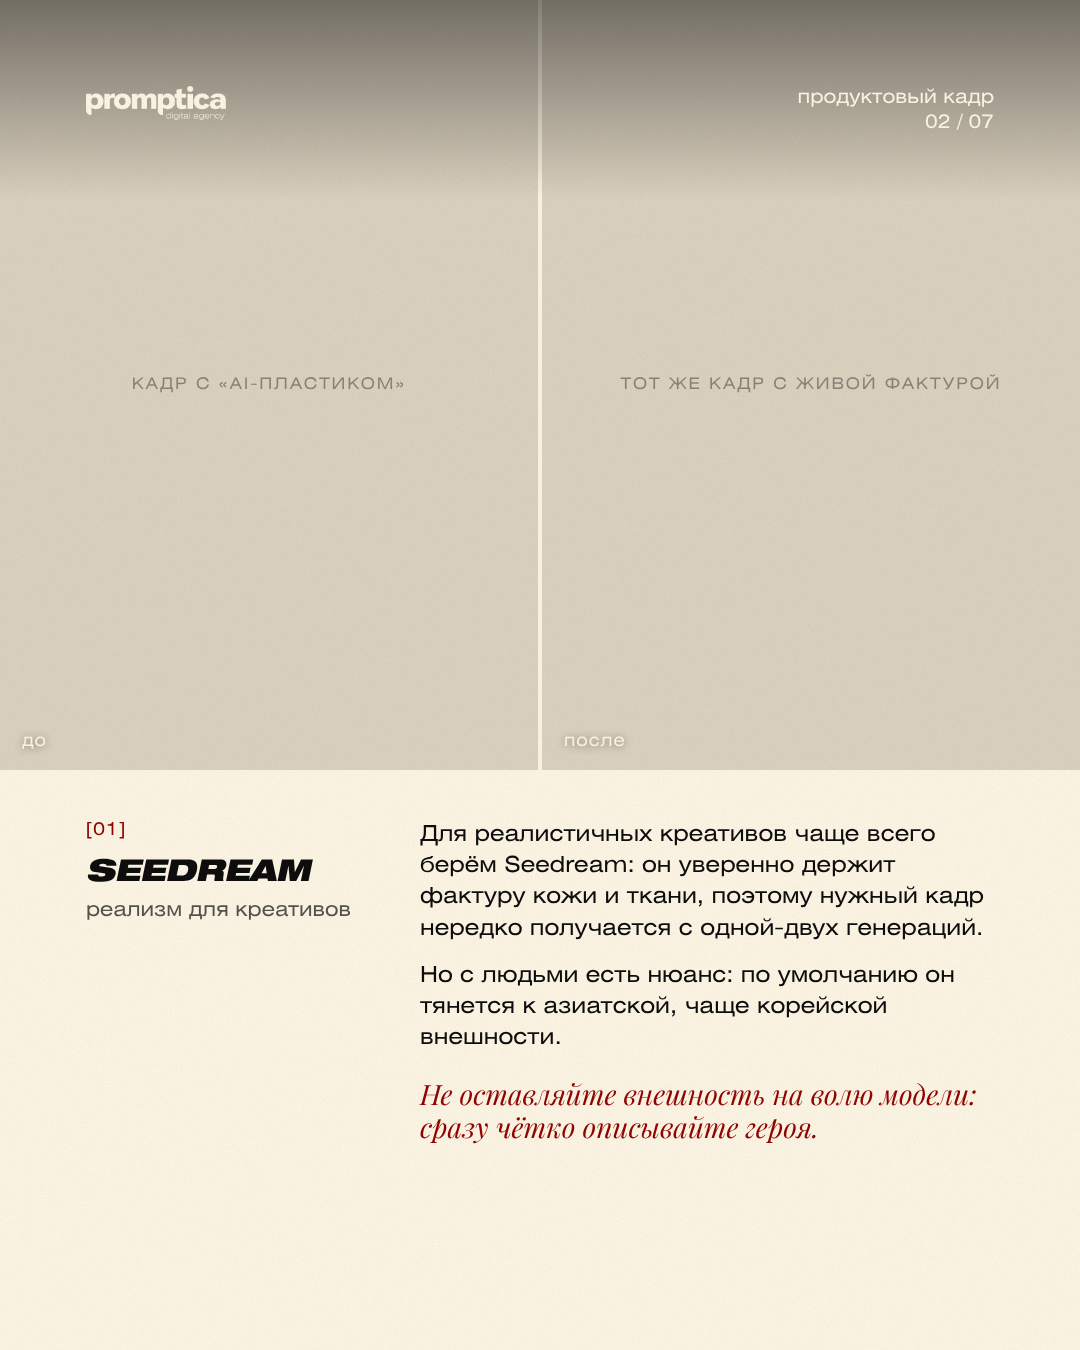 promptica
digital agency
продуктовый кадр
02 / 07
КАДР С «AI-ПЛАСТИКОМ»
ТОТ ЖЕ КАДР С ЖИВОЙ ФАКТУРОЙ
до
после
[01]
SEEDREAM
реализм для креативов
Для реалистичных креативов чаще всего
берём Seedream: он уверенно держит
фактуру кожи и ткани, поэтому нужный кадр
нередко получается с одной-двух генераций.
Но с людьми есть нюанс: по умолчанию он
тянется к азиатской, чаще корейской
внешности.
Не оставляйте внешность на волю модели:
сразу чётко описывайте героя.